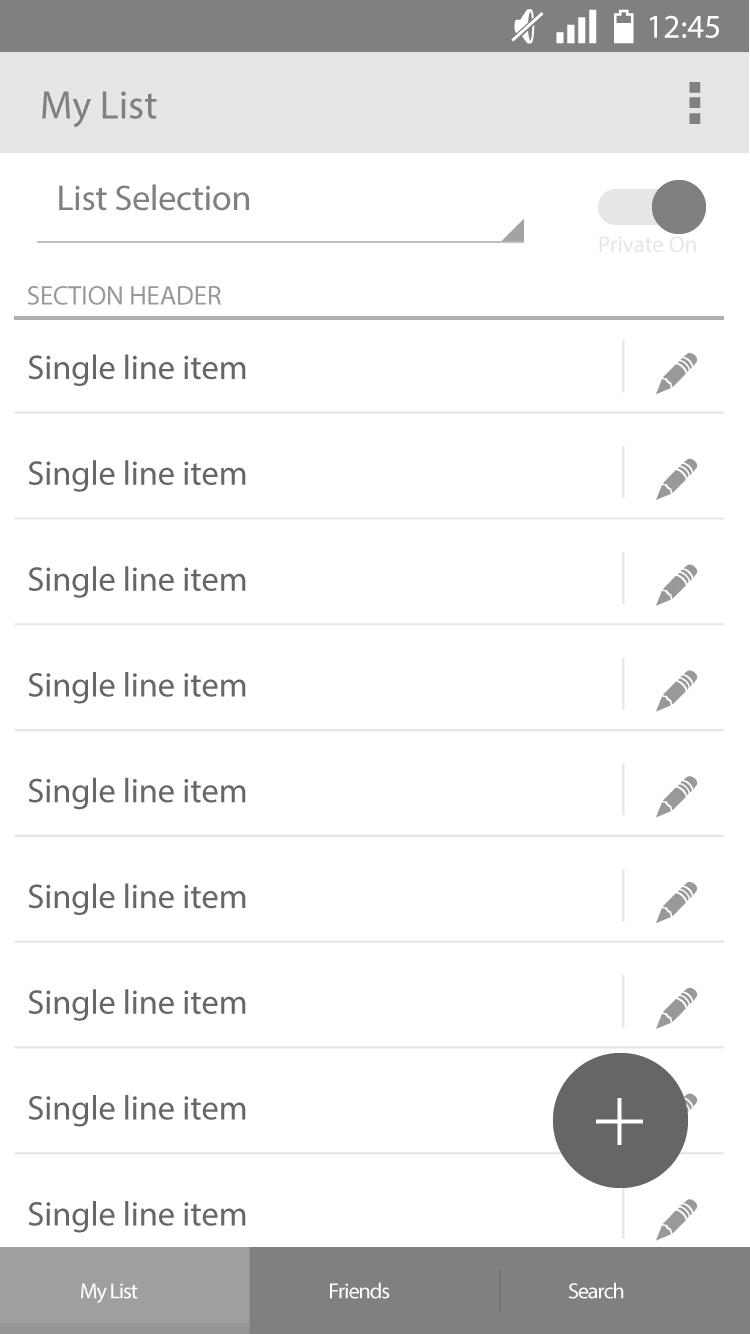 12:45
My List
List Selection
Private On
SECTION HEADER
Single line item
Single line item
Single line item
Single line item
Single line item
Single line item
Single line item
Single line item
Single line item
My List
Friends
Search